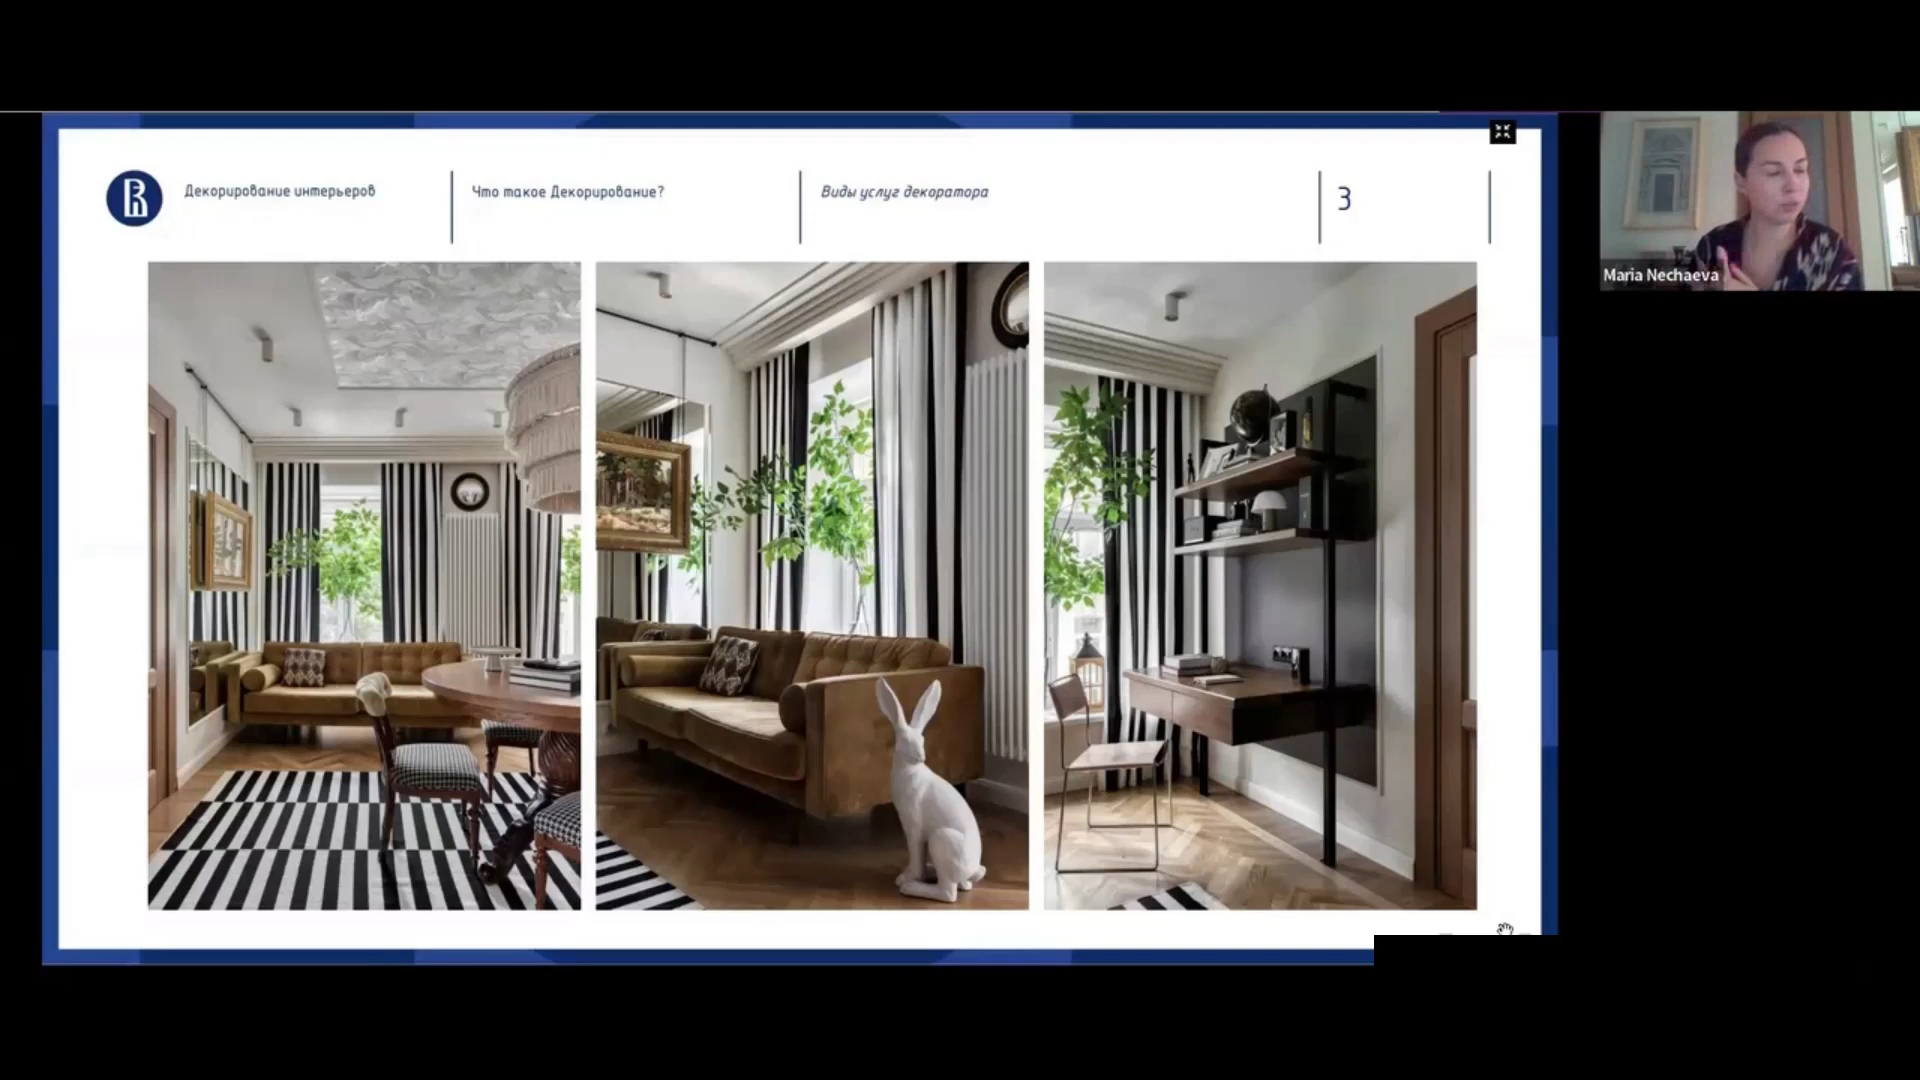 Декорирование интерьеров
Что такое Декорирование?
Виды услуг декоратора
3
Maria Nechaeva